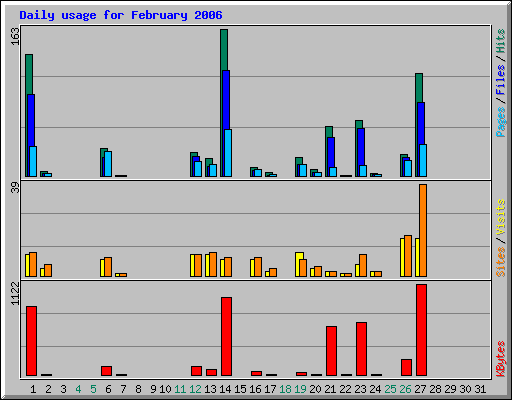 Daily usage for February 2006
163
Pages / Files / Hits
39
Sites / Visits
1122
KBytes
1 2 3 4 5 6 7 8 9 10 11 12 13 14 15 16 17 18 19 20 21 22 23 24 25 26 27 28 29 30 31